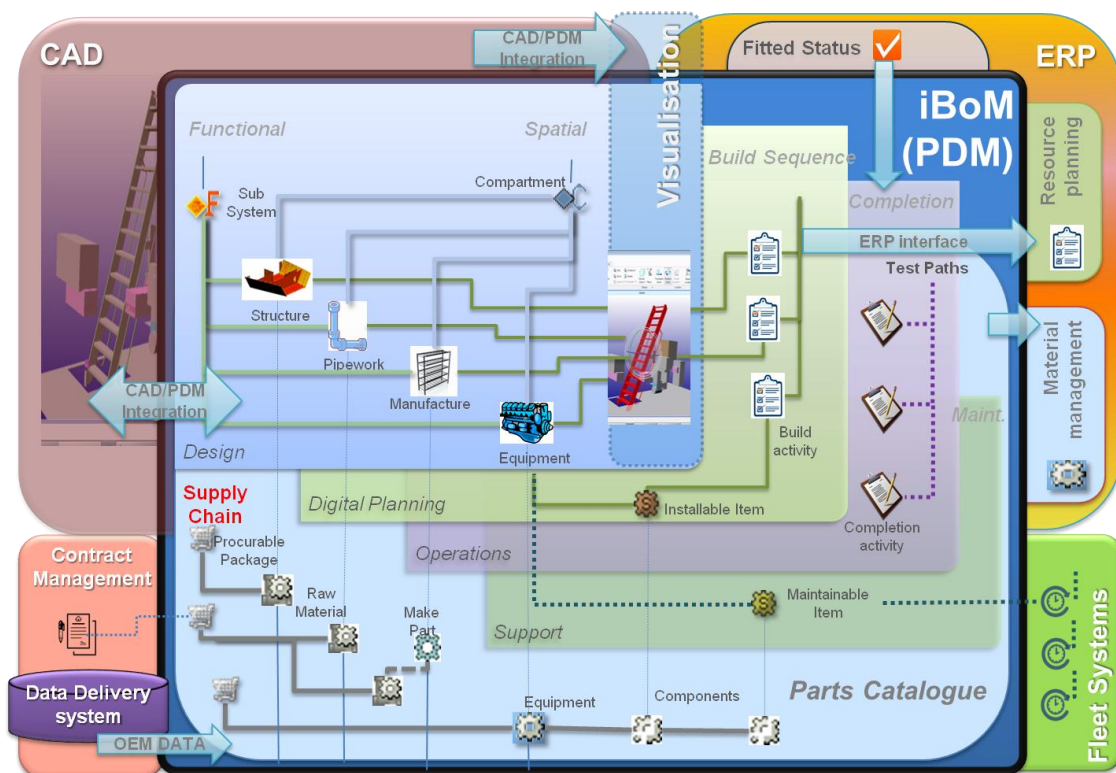 CAD
CAD/PDM
Integration
Visualisation
Fitted Status
ERP
iBoM
(PDM)
Functional
Spatial
Build Sequence
Completion
Resource
planning
F
Sub
System
Compartment
C
ERP interface
Test Paths
Structure
Pipework
Manufacture
Equipment
CAD/PDM
Integration
Design
Build
activity
Maint.
Material
management
Supply
Chain
Digital Planning
S
Installable Item
Completion
activity
Procurable
Package
Operations
Contract
Management
Raw
Material
Make
Part
S
Maintainable
Item
Support
Fleet Systems
Data Delivery
system
Equipment
Components
Parts Catalogue
OEM DATA